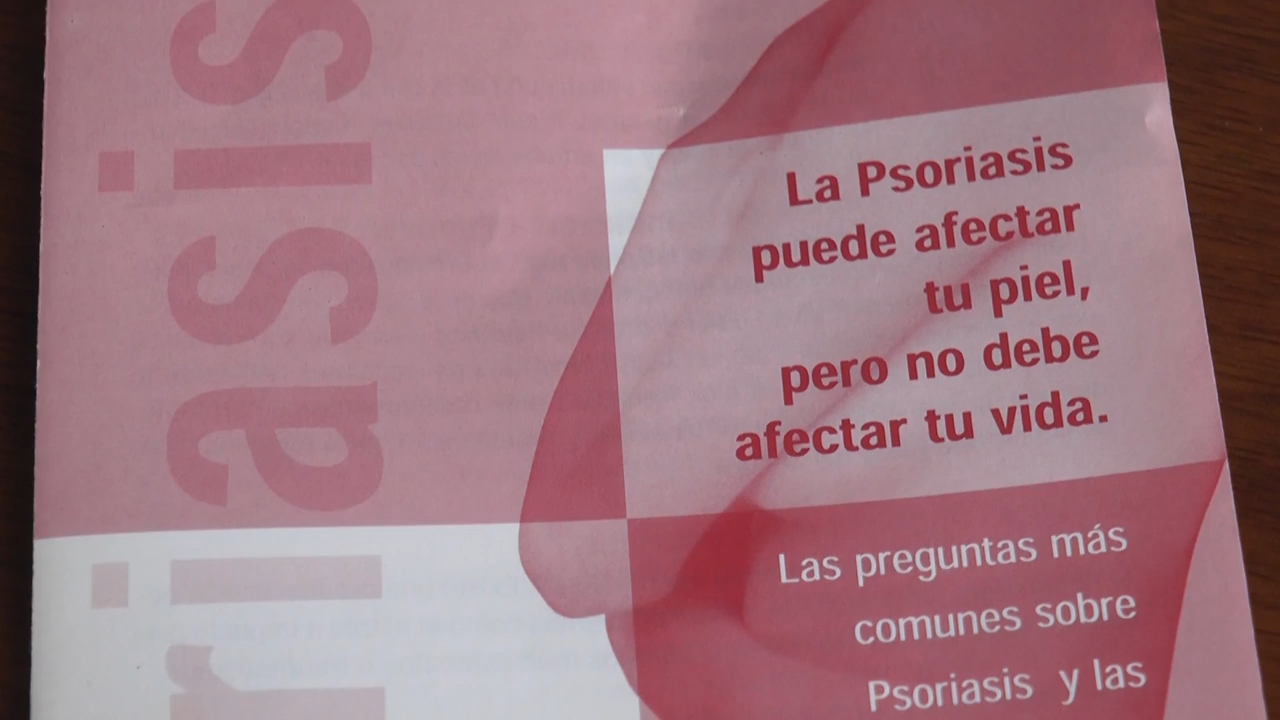 riasis
La Psoriasis
puede afectar
tu piel,
pero no debe
afectar tu vida.
Las preguntas más
comunes sobre
Psoriasis y las